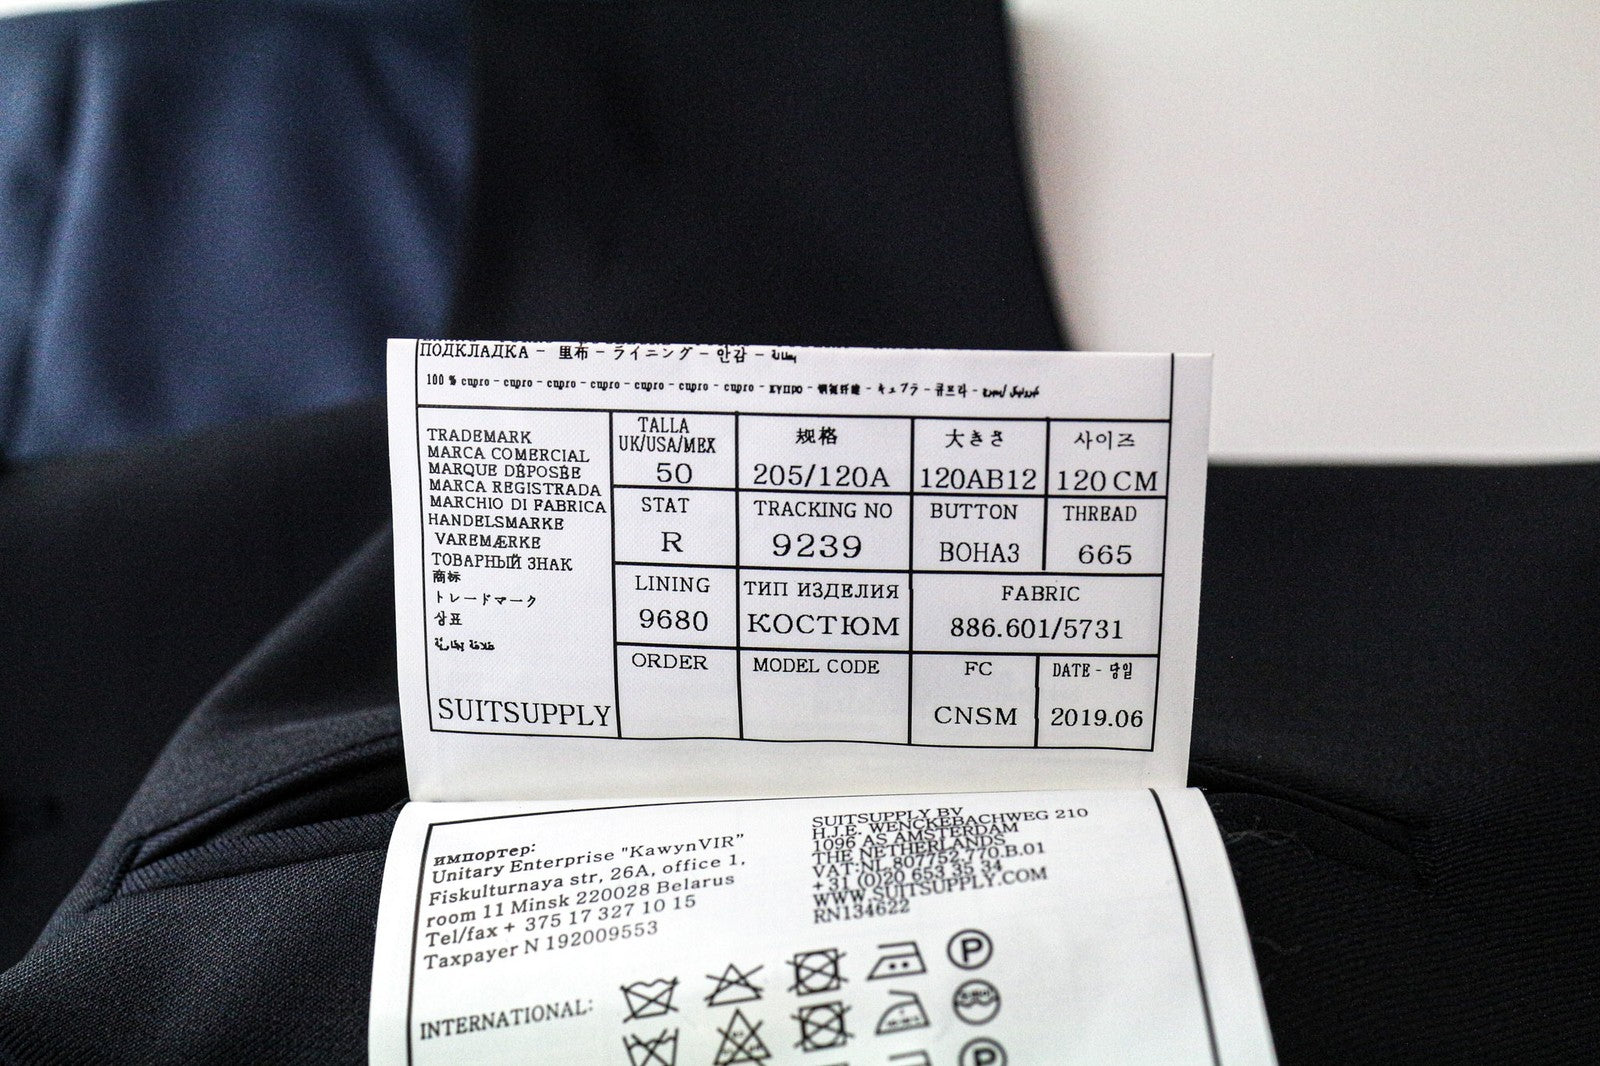 ПОДКЛАДКА - 里布 - ライニング - 안감 -
100 % cupro - cupro - cupro - cupro - cupro - cupro - cupro - купро - - キュプラ - 큐프라 -
TRADEMARK
MARCA COMERCIAL
MARQUE DÉPOSÉE
MARCA REGISTRADA
MARCHIO DI FABRICA
HANDELSMARKE
VAREMÆRKE
ТОВАРНЫЙ ЗНАК
商标
トレードマーク
상표
SUITSUPPLY
TALLA
UK/USA/MEX
50
规格
205/120A
大きさ
120AB12
사이즈
120 CM
STAT
R
TRACKING NO
9239
BUTTON
BOHA3
THREAD
665
LINING
9680
ТИП ИЗДЕЛИЯ
КОСТЮМ
FABRIC
886.601/5731
ORDER
MODEL CODE
FC
CNSM
DATE -
2019.06
импортер:
Unitary Enterprise "KawynVIR"
Fiskulturnaya str, 26A, office 1,
room 11 Minsk 220028 Belarus
Tel/fax + 375 17 327 10 15
Taxpayer N 192009553
SUITSUPPLY BV
H.J.E. WENCKEBACHWEG 210
1096 AS AMSTERDAM
THE NETHERLANDS
VAT:NL 807752.770.B.01
+31 (0)20 653 35 34
WWW.SUITSUPPLY.COM
RN134622
INTERNATIONAL:
P
P